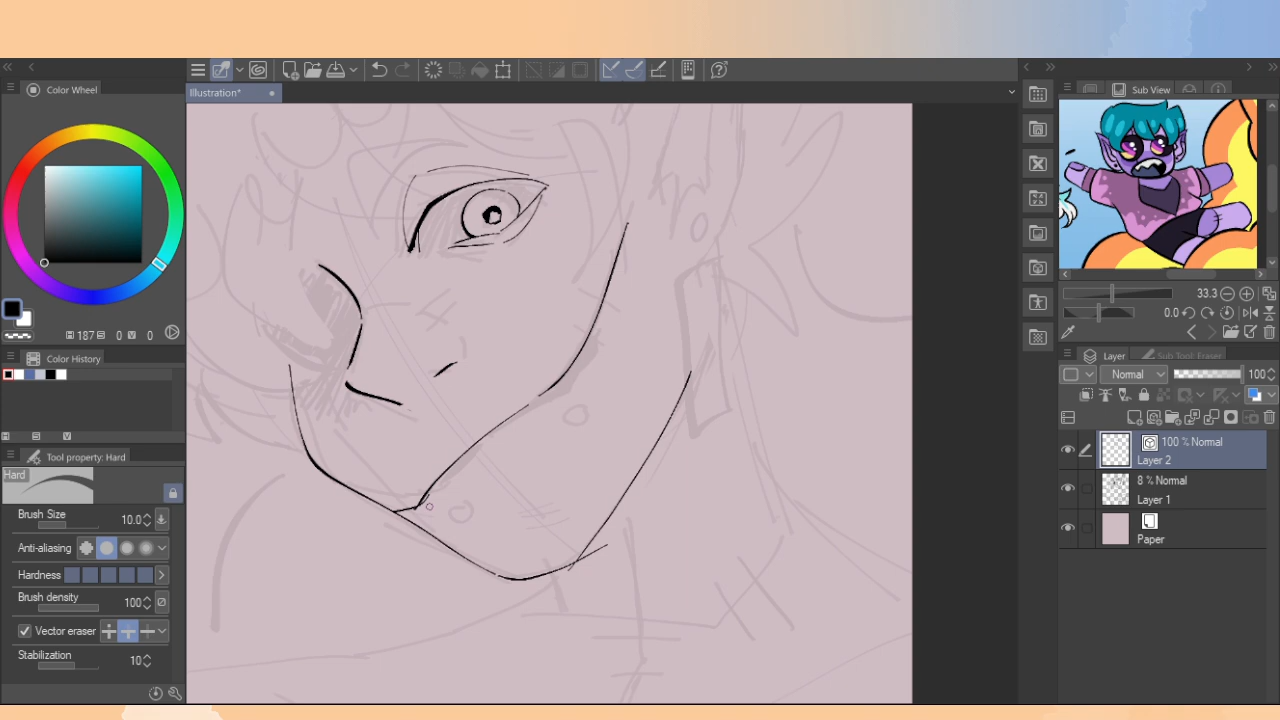 Color Wheel
Illustration*
Sub View
187 0 V 0
Color History
33.3
0.0
Layer
Sub Tool: Eraser
Normal
100
100 % Normal
Layer 2
8 % Normal
Layer 1
Paper
Tool property: Hard
Hard
Brush Size
10.0
Anti-aliasing
Hardness
Brush density
100
Vector eraser
Stabilization
10